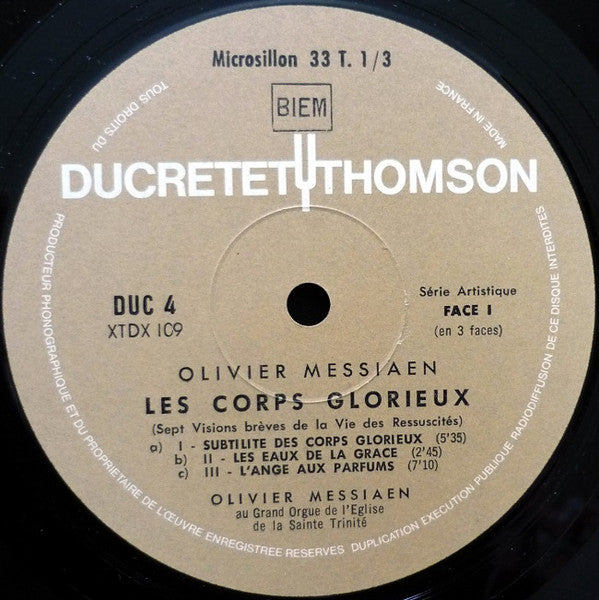 Microsillon 33 T. 1/3
BIEM
DUCRETET THOMSON
DUC 4
XTDX 109
Série Artistique
FACE 1
(en 3 faces)
OLIVIER MESSIAEN
LES CORPS GLORIEUX
(Sept Visions brèves de la Vie des Ressuscités)
a) I - SUBTILITE DES CORPS GLORIEUX (5'35)
b) II - LES EAUX DE LA GRACE (2'45)
c) III - L'ANGE AUX PARFUMS (7'10)
OLIVIER MESSIAEN
au Grand Orgue de l'Eglise
de la Sainte Trinité
TOUS DROITS DU PRODUCTEUR PHONOGRAPHIQUE ET DU PROPRIETAIRE DE L'ŒUVRE ENREGISTREE RESERVES DUPLICATION EXECUTION PUBLIQUE RADIODIFFUSION DE CE DISQUE INTERDITES
MADE IN FRANCE